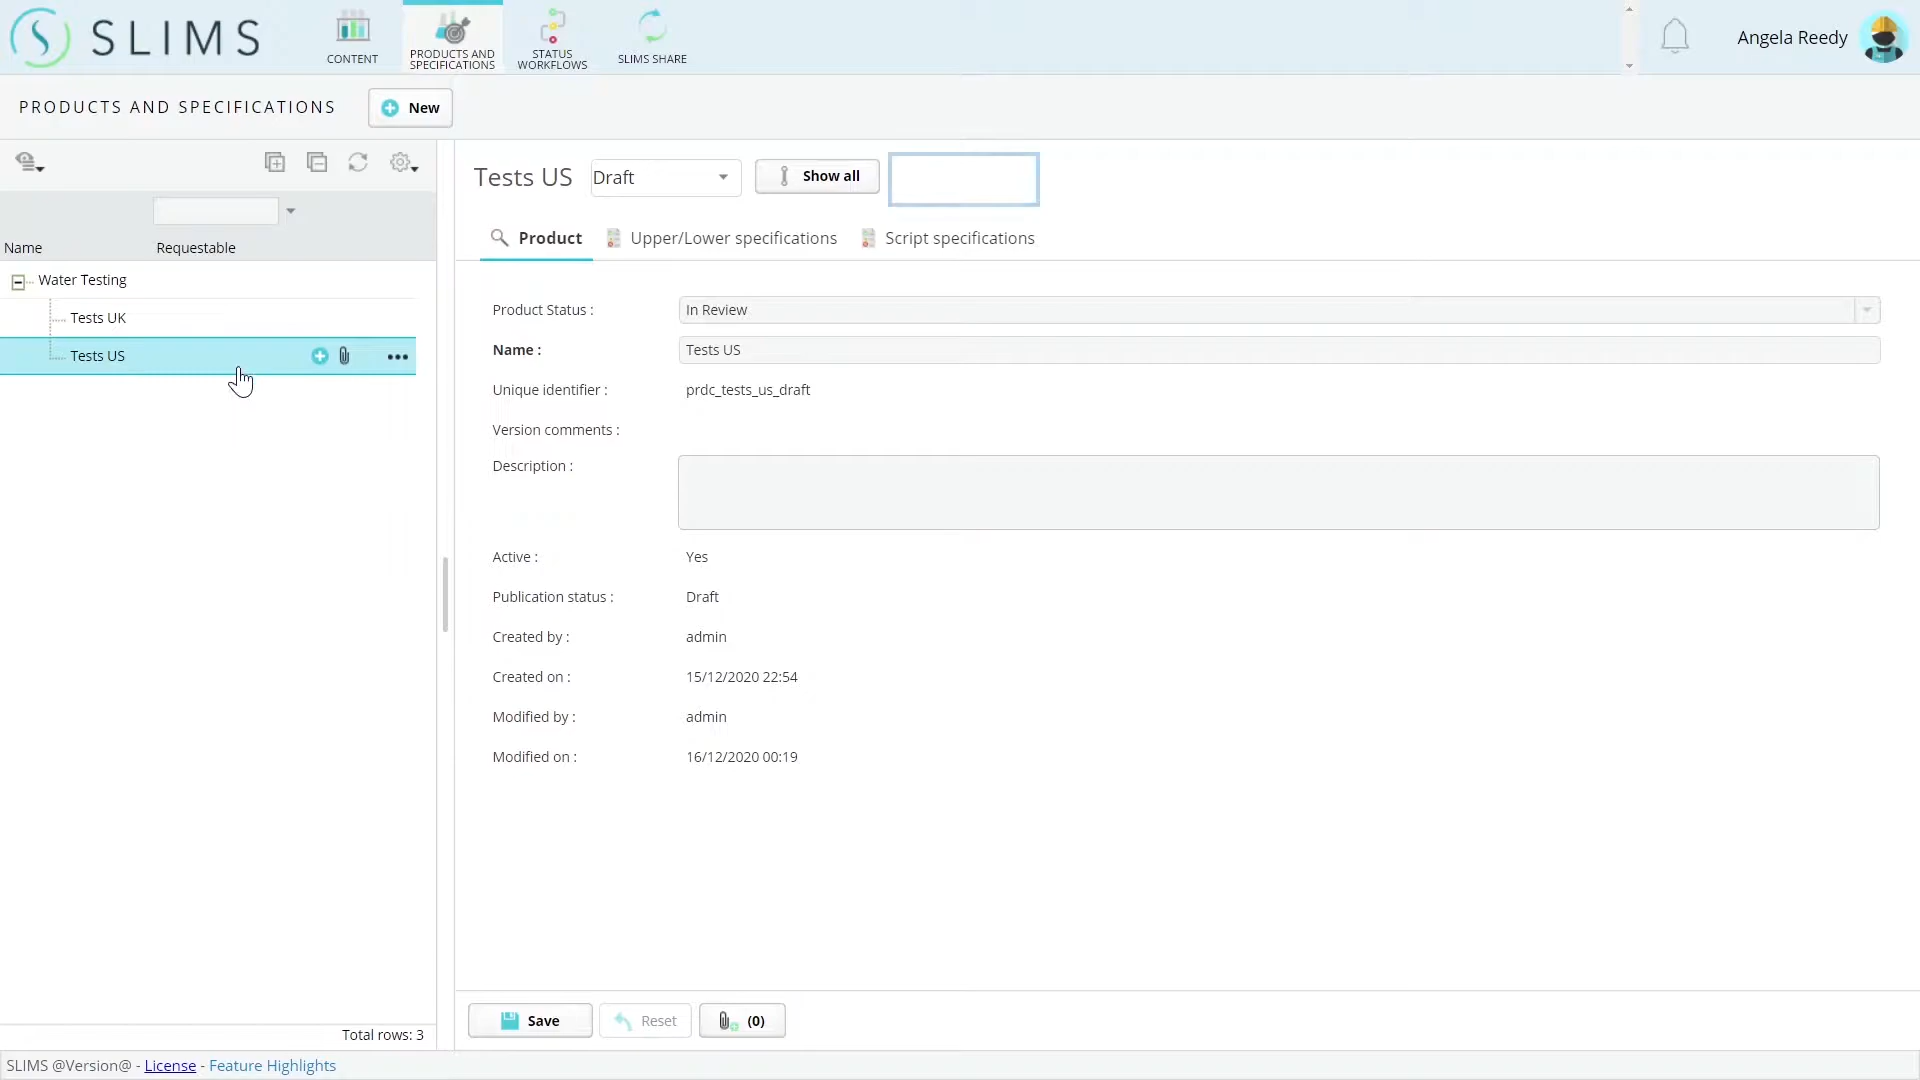 SLIMS
CONTENT
PRODUCTS AND
SPECIFICATIONS
STATUS
WORKFLOWS
SLIMS SHARE
Angela Reedy
PRODUCTS AND SPECIFICATIONS
New
Name
Requestable
Water Testing
Tests UK
Tests US
Total rows: 3
Tests US
Draft
Show all
Product
Upper/Lower specifications
Script specifications
Product Status :
In Review
Name :
Tests US
Unique identifier :
prdc_tests_us_draft
Version comments :
Description :
Active :
Yes
Publication status :
Draft
Created by :
admin
Created on :
15/12/2020 22:54
Modified by :
admin
Modified on :
16/12/2020 00:19
Save
Reset
(0)
SLIMS @Version@ - License - Feature Highlights